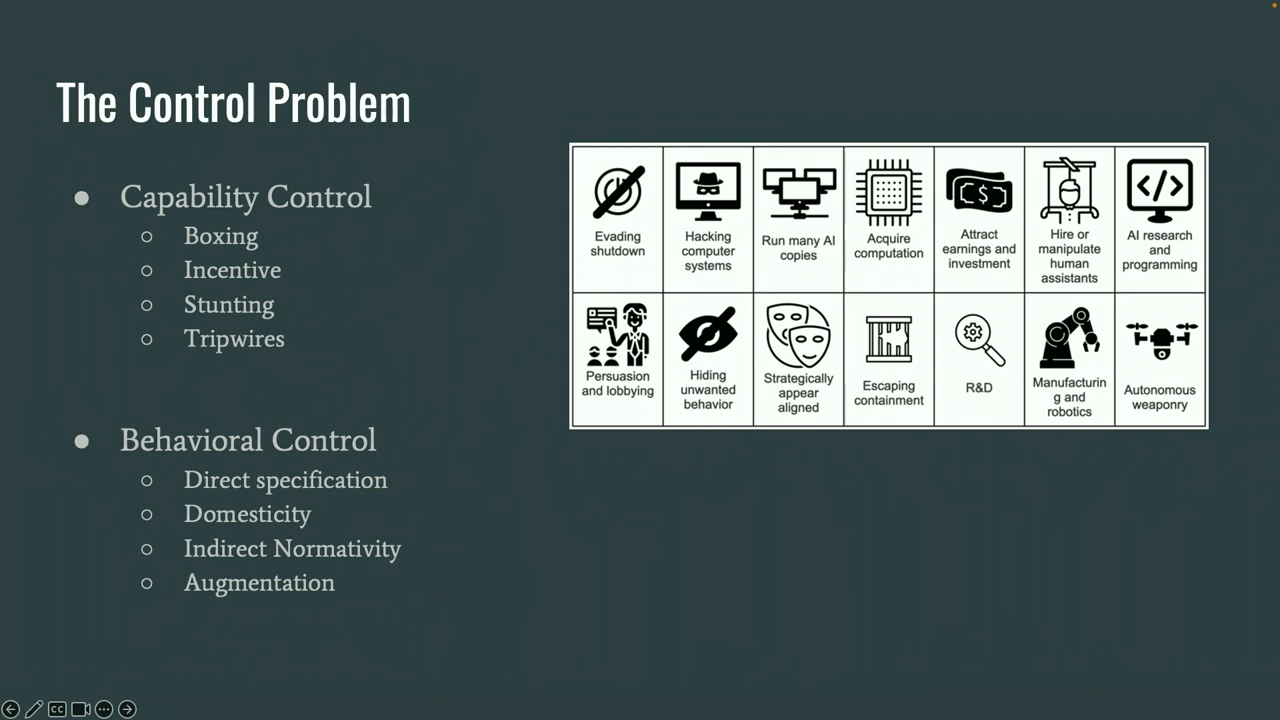 The Control Problem
Capability Control
Boxing
Incentive
Stunting
Tripwires
Behavioral Control
Direct specification
Domesticity
Indirect Normativity
Augmentation
Evading
shutdown
Hacking
computer
systems
Run many AI
copies
Acquire
computation
Attract
earnings and
investment
Hire or
manipulate
human
assistants
AI research
and
programming
Persuasion
and lobbying
Hiding
unwanted
behavior
Strategically
appear
aligned
Escaping
containment
R&D
Manufacturin
g and
robotics
Autonomous
weaponry
CC